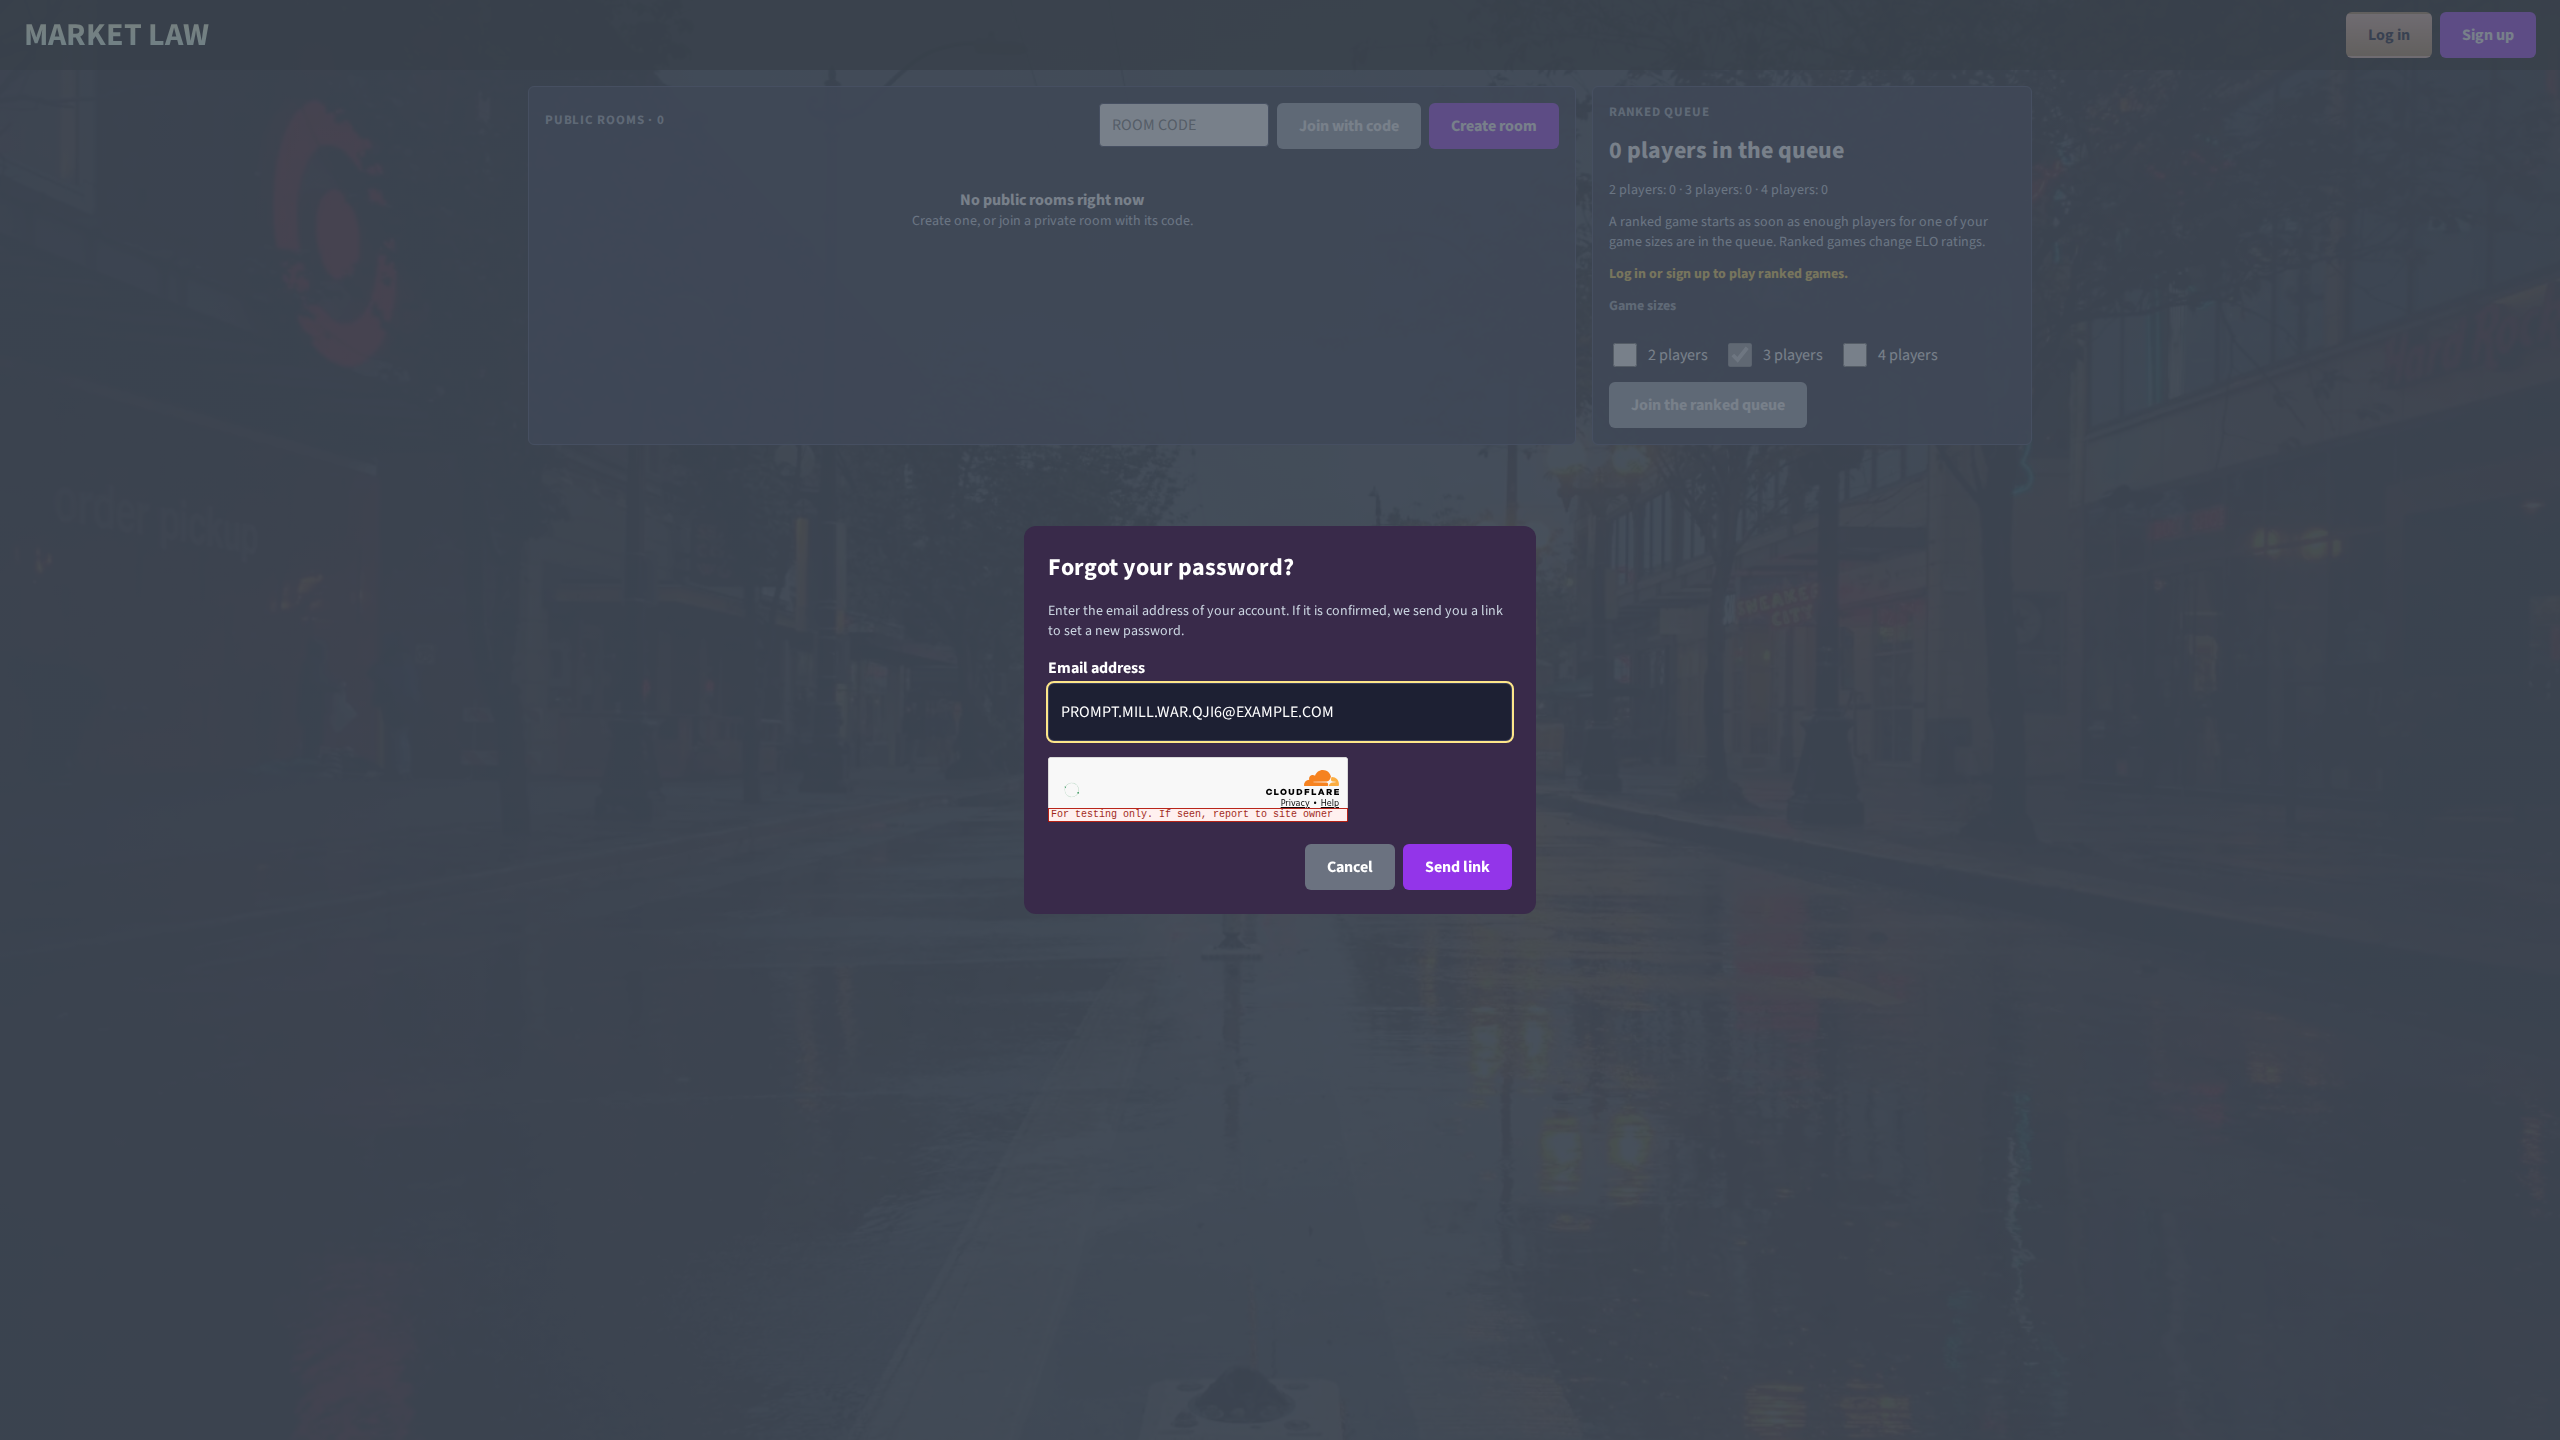 MARKET LAW
Log in
Sign up
PUBLIC ROOMS · 0
ROOM CODE
Join with code
Create room
No public rooms right now
Create one, or join a private room with its code.
RANKED QUEUE
0 players in the queue
2 players: 0 · 3 players: 0 · 4 players: 0
A ranked game starts as soon as enough players for one of your
game sizes are in the queue. Ranked games change ELO ratings.
Log in or sign up to play ranked games.
Game sizes
2 players
3 players
4 players
Join the ranked queue
order pickup
SNEAKER
CITY
Forgot your password?
Enter the email address of your account. If it is confirmed, we send you a link
to set a new password.
Email address
PROMPT.MILL.WAR.QJI6@EXAMPLE.COM
CLOUDFLARE
Privacy • Help
For testing only. If seen, report to site owner
Cancel
Send link